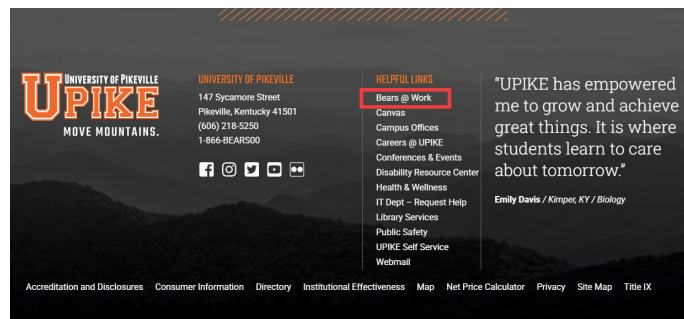 UNIVERSITY OF PIKEVILLE
UPIKE
MOVE MOUNTAINS.
UNIVERSITY OF PIKEVILLE
147 Sycamore Street
Pikeville, Kentucky 41501
(606) 218-5250
1-866-BEARS00
HELPFUL LINKS
Bears @ Work
Canvas
Campus Offices
Careers @ UPIKE
Conferences & Events
Disability Resource Center
Health & Wellness
IT Dept – Request Help
Library Services
Public Safety
UPIKE Self Service
Webmail
“UPIKE has empowered
me to grow and achieve
great things. It is where
students learn to care
about tomorrow.”
Emily Davis / Kimper, KY / Biology
Accreditation and Disclosures Consumer Information Directory Institutional Effectiveness Map Net Price Calculator Privacy Site Map Title IX